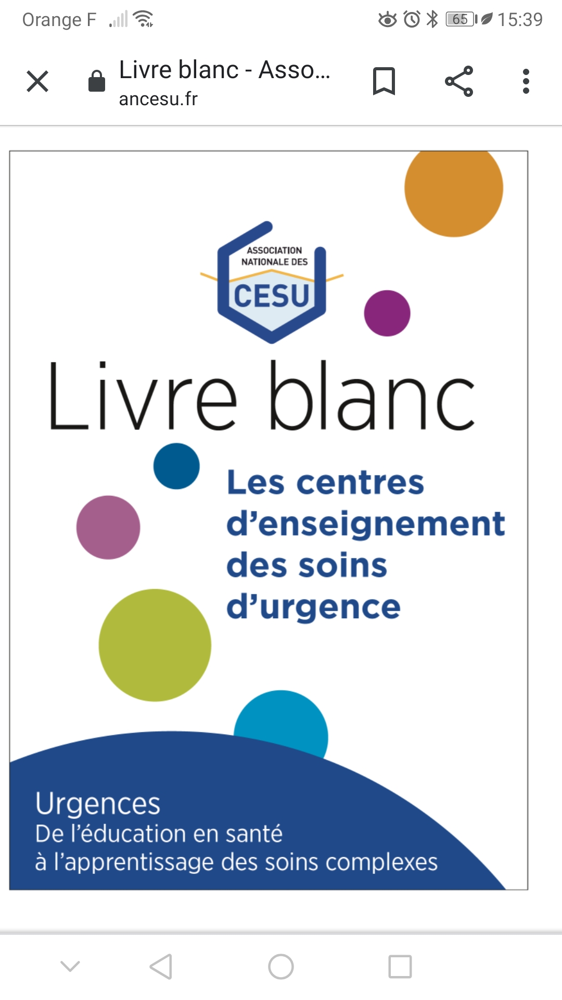 Orange F
65
15:39
Livre blanc - Asso...
ancesu.fr
ASSOCIATION
NATIONALE DES
CESU
Livre blanc
Les centres
d’enseignement
des soins
d’urgence
Urgences
De l’éducation en santé
à l’apprentissage des soins complexes